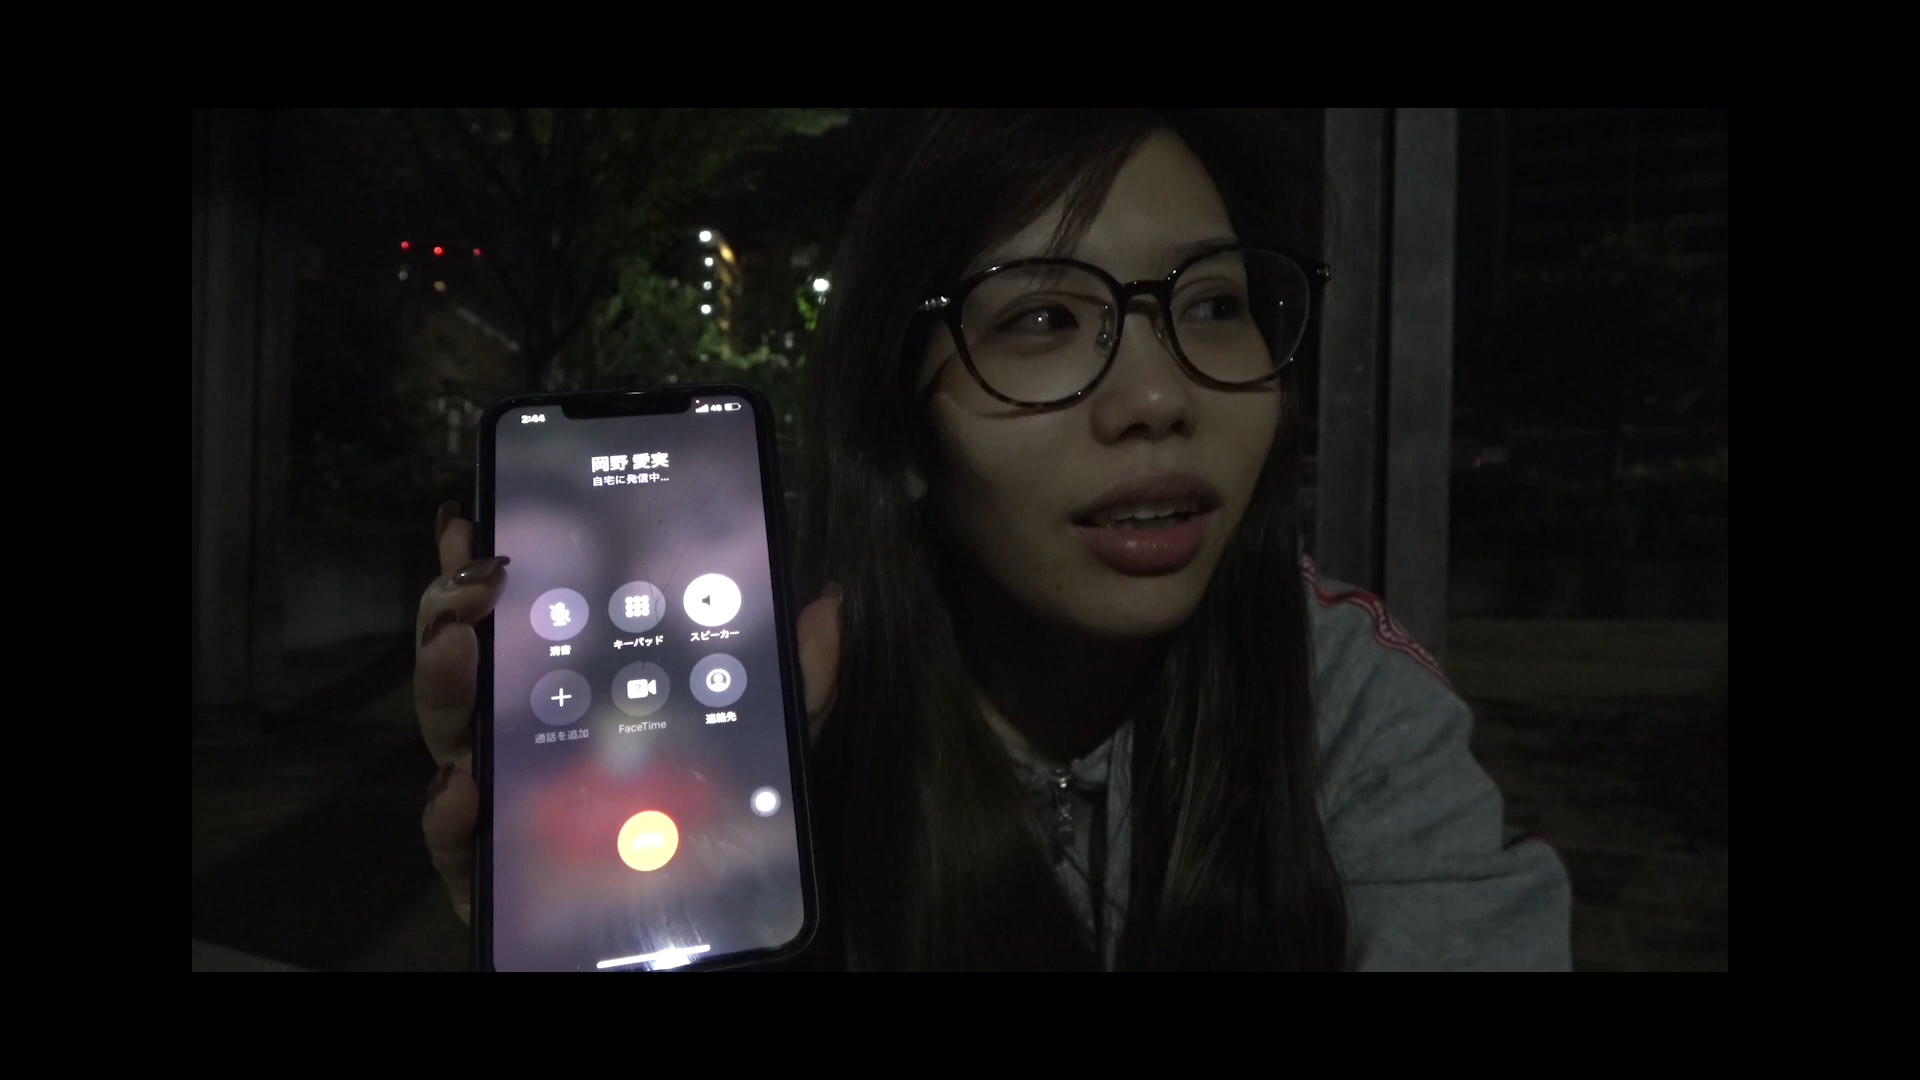 2:44
4G
岡野 愛実
自宅に発信中...
消音
キーパッド
スピーカー
通話を追加
FaceTime
連絡先